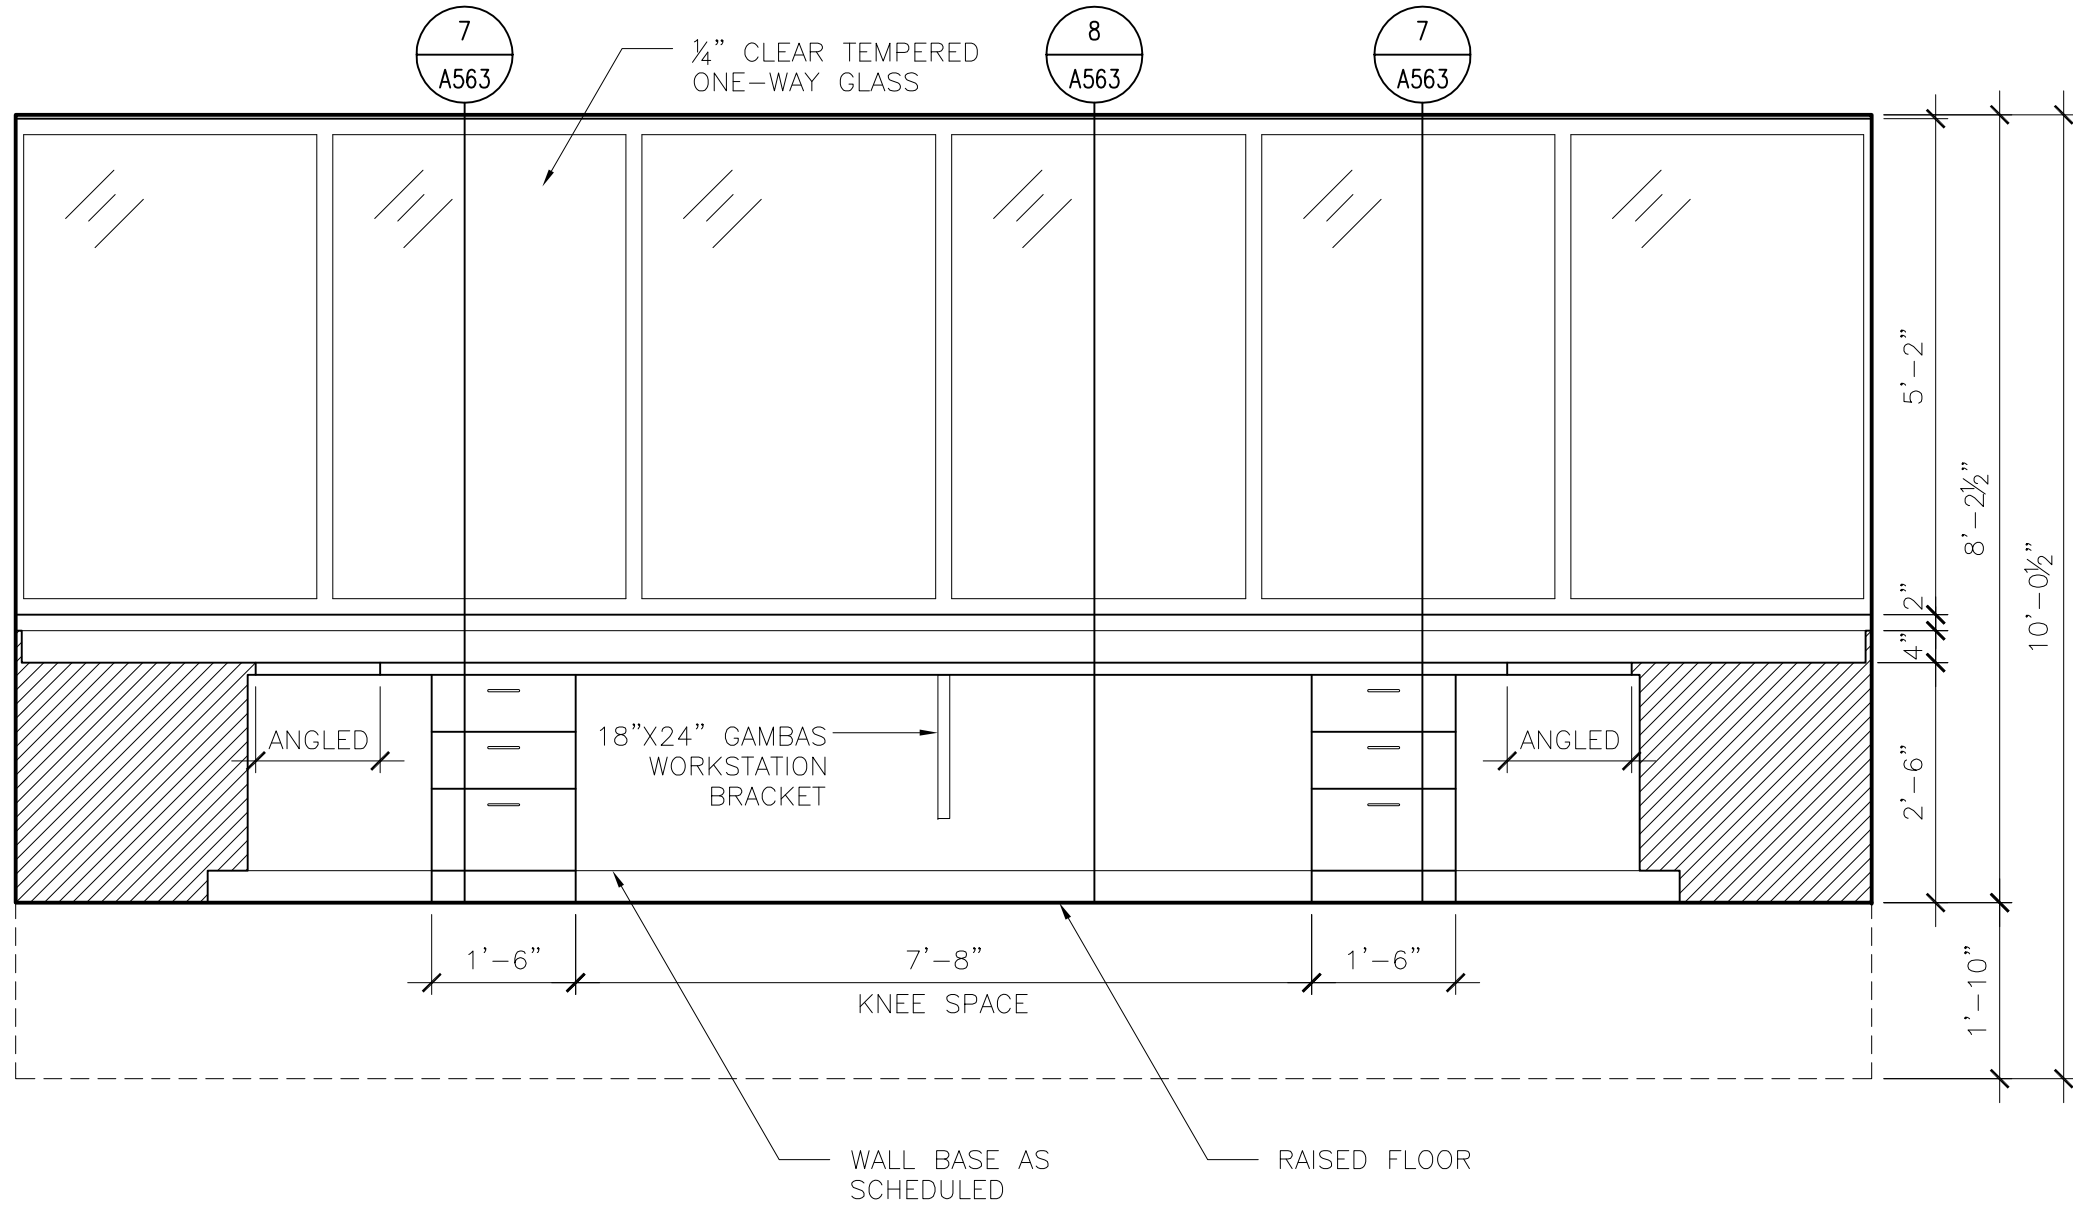 7
A563
8
A563
7
A563
¼” CLEAR TEMPERED
ONE–WAY GLASS
5’–2”
8’–2½”
10’–0½”
2”
4”
2’–6”
1’–10”
ANGLED
18”X24” GAMBAS
WORKSTATION
BRACKET
ANGLED
1’–6”
7’–8”
1’–6”
KNEE SPACE
WALL BASE AS
SCHEDULED
RAISED FLOOR